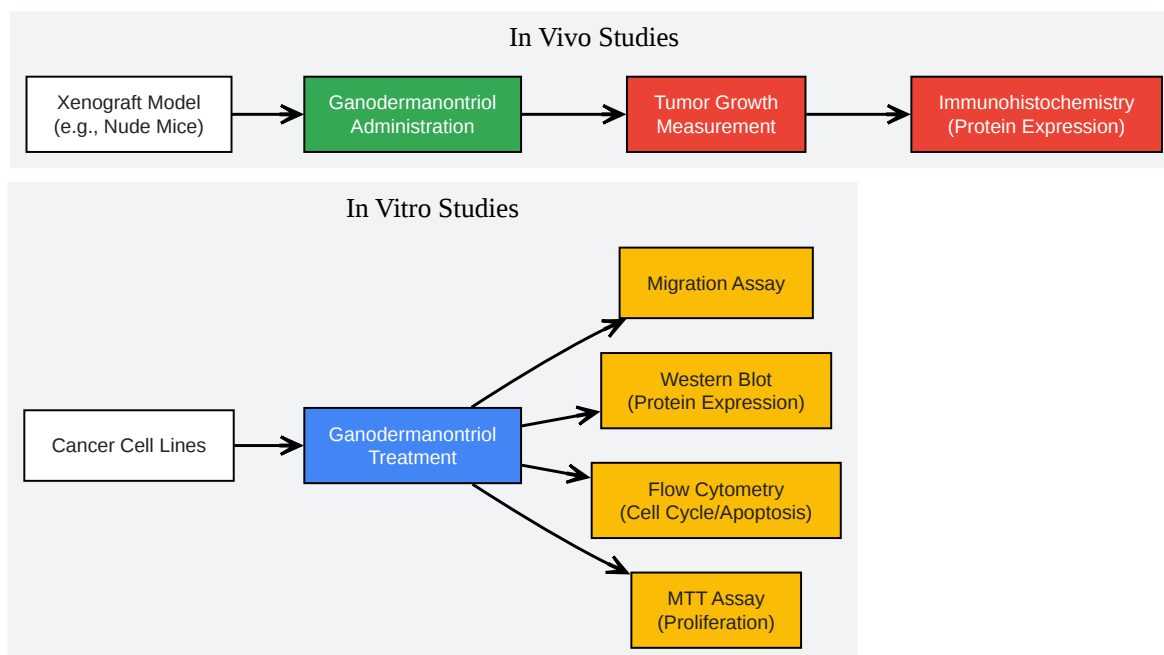 In Vivo Studies
Xenograft Model
(e.g., Nude Mice)
Ganodermanontriol
Administration
Tumor Growth
Measurement
Immunohistochemistry
(Protein Expression)
In Vitro Studies
Migration Assay
Western Blot
(Protein Expression)
Cancer Cell Lines
Ganodermanontriol
Treatment
Flow Cytometry
(Cell Cycle/Apoptosis)
MTT Assay
(Proliferation)